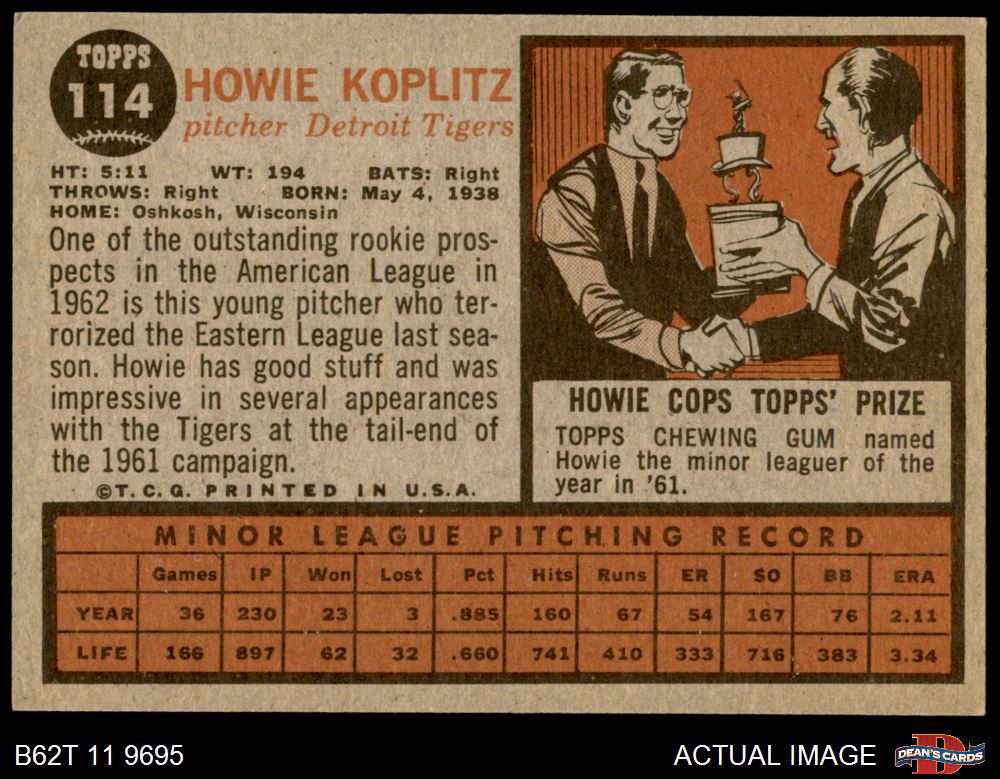 TOPPS
114
HOWIE KOPLITZ
pitcher Detroit Tigers
HT: 5:11 WT: 194 BATS: Right
THROWS: Right BORN: May 4, 1938
HOME: Oshkosh, Wisconsin
One of the outstanding rookie pros-
pects in the American League in
1962 is this young pitcher who ter-
rorized the Eastern League last sea-
son. Howie has good stuff and was
impressive in several appearances
with the Tigers at the tail-end of
the 1961 campaign.
©T.C.G. PRINTED IN U.S.A.
HOWIE COPS TOPPS' PRIZE
TOPPS CHEWING GUM named
Howie the minor leaguer of the
year in '61.
MINOR LEAGUE PITCHING RECORD
Games IP Won Lost Pct Hits Runs ER SO BB ERA
YEAR 36 230 23 3 .885 160 67 54 167 76 2.11
LIFE 166 897 62 32 .660 741 410 333 716 383 3.34
B62T 11 9695
ACTUAL IMAGE
DEAN'S CARDS